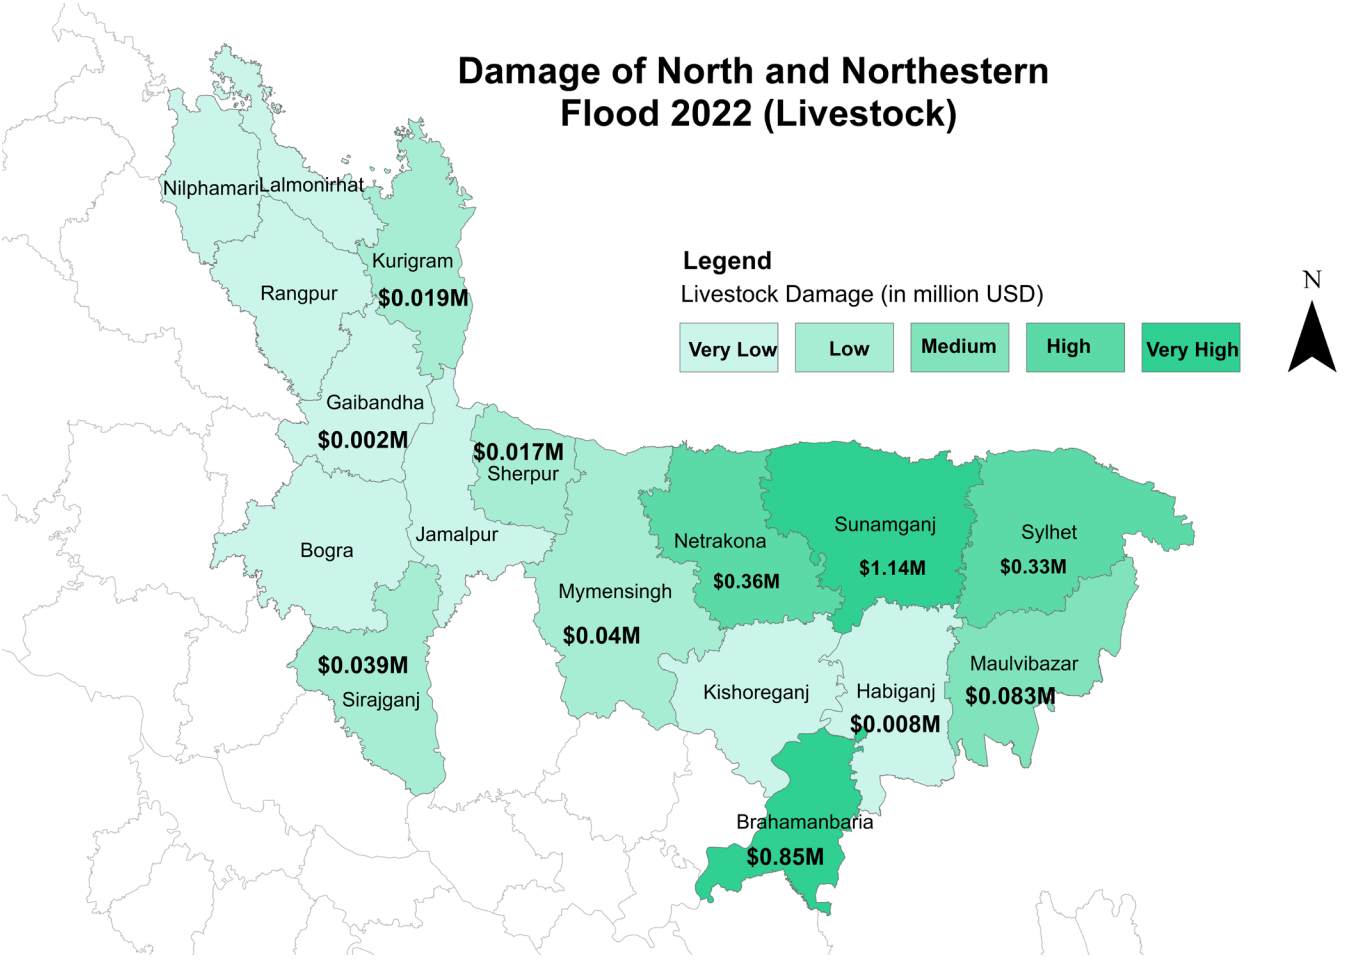 Damage of North and Northestern
Flood 2022 (Livestock)
Nilphamari
Lalmonirhat
Kurigram
$0.019M
Rangpur
Legend
Livestock Damage (in million USD)
Very Low
Low
Medium
High
Very High
N
Gaibandha
$0.002M
$0.017M
Sherpur
Bogra
Jamalpur
Netrakona
$0.36M
Sunamganj
$1.14M
Sylhet
$0.33M
Mymensingh
$0.04M
$0.039M
Sirajganj
Kishoreganj
Habiganj
$0.008M
Maulvibazar
$0.083M
Brahamanbaria
$0.85M